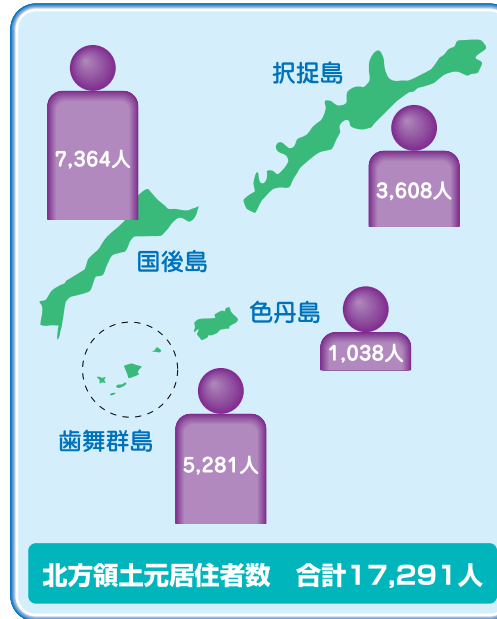 択捉島
7,364人
3,608人
国後島
色丹島
1,038人
歯舞群島
5,281人
北方領土元居住者数 合計17,291人